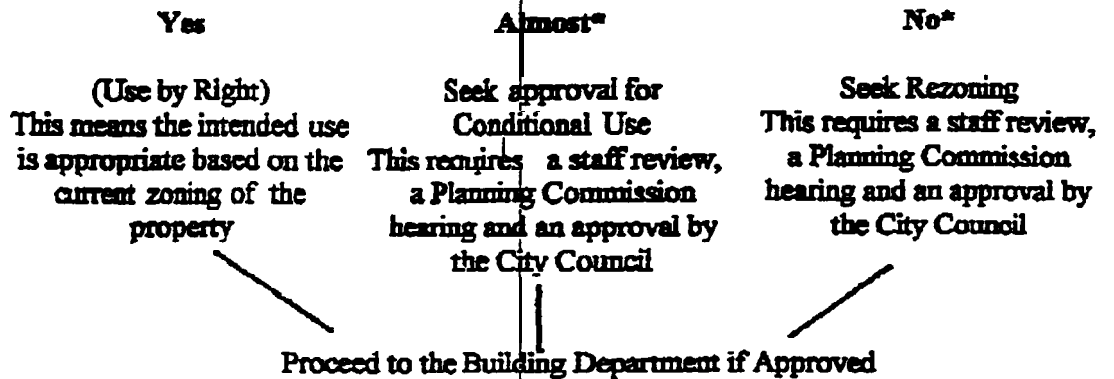 Yes
(Use by Right)
This means the intended use
is appropriate based on the
current zoning of the
property
Almost*
Seek approval for
Conditional Use
This requires a staff review,
a Planning Commission
hearing and an approval by
the City Council
No*
Seek Rezoning
This requires a staff review,
a Planning Commission
hearing and an approval by
the City Council
Proceed to the Building Department if Approved